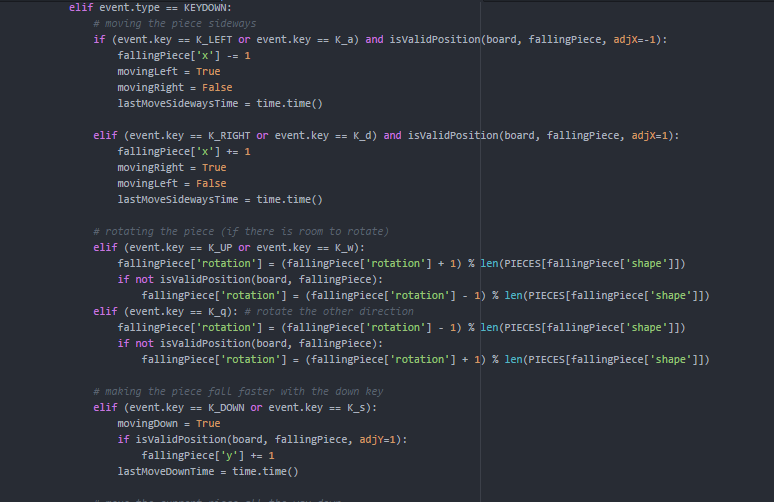 elif event.type == KEYDOWN:
# moving the piece sideways
if (event.key == K_LEFT or event.key == K_a) and isValidPosition(board, fallingPiece, adjX=-1):
fallingPiece['x'] -= 1
movingLeft = True
movingRight = False
lastMoveSidewaysTime = time.time()
elif (event.key == K_RIGHT or event.key == K_d) and isValidPosition(board, fallingPiece, adjX=1):
fallingPiece['x'] += 1
movingRight = True
movingLeft = False
lastMoveSidewaysTime = time.time()
# rotating the piece (if there is room to rotate)
elif (event.key == K_UP or event.key == K_w):
fallingPiece['rotation'] = (fallingPiece['rotation'] + 1) % len(PIECES[fallingPiece['shape']])
if not isValidPosition(board, fallingPiece):
fallingPiece['rotation'] = (fallingPiece['rotation'] - 1) % len(PIECES[fallingPiece['shape']])
elif (event.key == K_q): # rotate the other direction
fallingPiece['rotation'] = (fallingPiece['rotation'] - 1) % len(PIECES[fallingPiece['shape']])
if not isValidPosition(board, fallingPiece):
fallingPiece['rotation'] = (fallingPiece['rotation'] + 1) % len(PIECES[fallingPiece['shape']])
# making the piece fall faster with the down key
elif (event.key == K_DOWN or event.key == K_s):
movingDown = True
if isValidPosition(board, fallingPiece, adjY=1):
fallingPiece['y'] += 1
lastMoveDownTime = time.time()